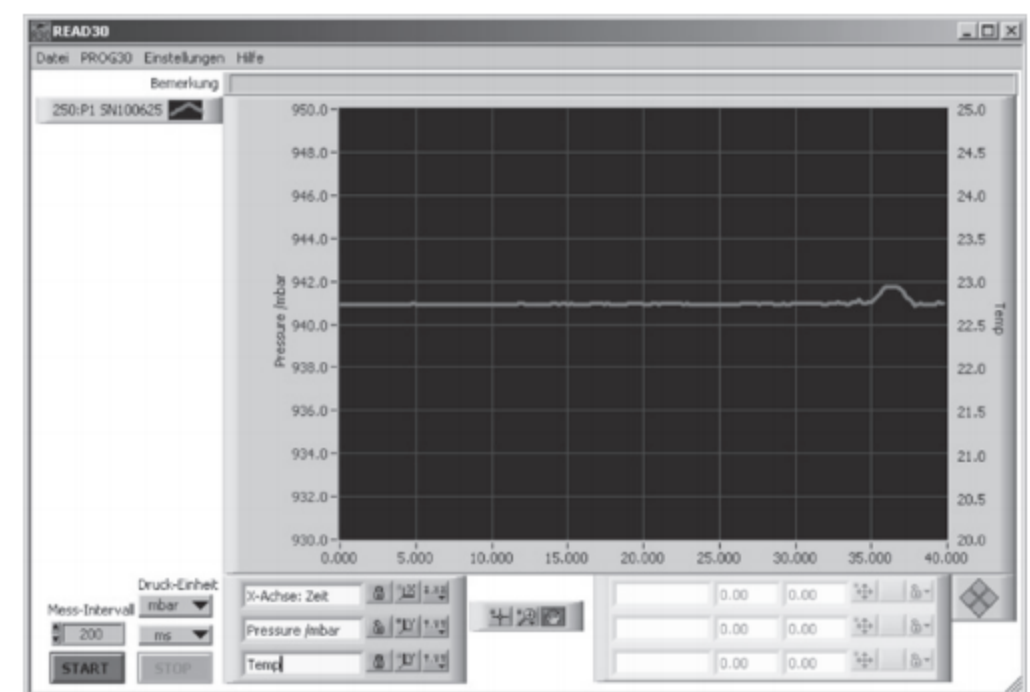 READ30
Datei PROG30 Einstellungen Hilfe
Bemerkung
250:P1 SN100625
950.0
948.0
946.0
944.0
942.0
940.0
938.0
936.0
934.0
932.0
930.0
Pressure /mbar
25.0
24.5
24.0
23.5
23.0
22.5
22.0
21.5
21.0
20.5
20.0
Temp
0.000 5.000 10.000 15.000 20.000 25.000 30.000 35.000 40.000
Druck-Einheit
Mess-Intervall mbar
200 ms
START STOP
X-Achse: Zeit
Pressure /mbar
Temp
0.00 0.00
0.00 0.00
0.00 0.00